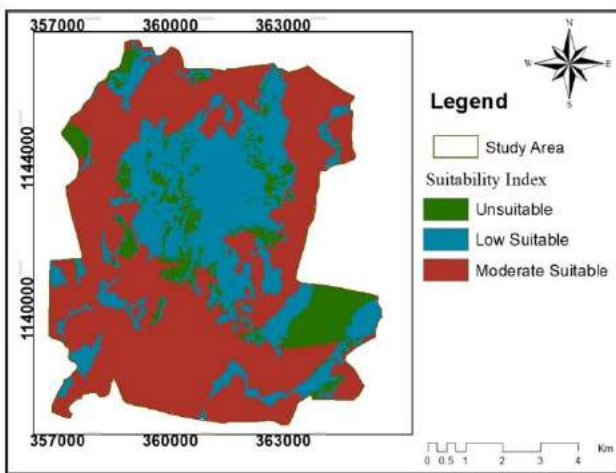 357000 360000 363000
N
W E
S
Legend
1144000
Study Area
Suitability Index
Unsuitable
Low Suitable
Moderate Suitable
1140000
357000 360000 363000
Km
0 0.5 1 2 3 4